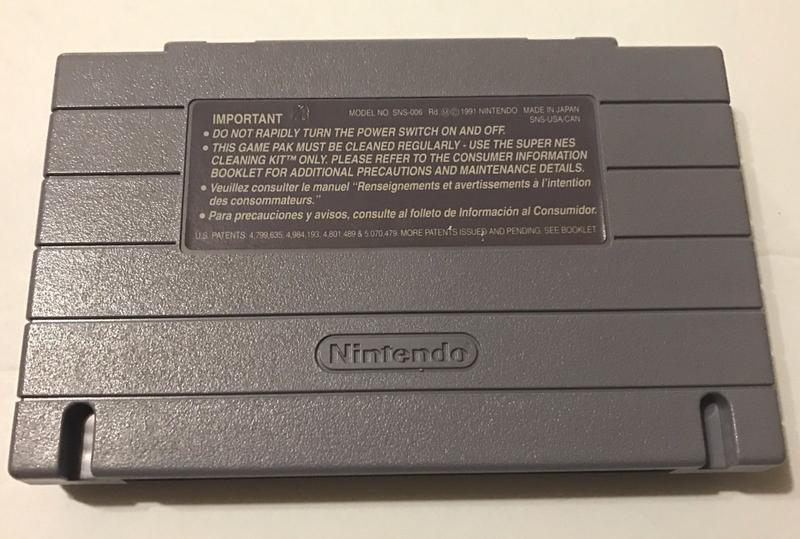 IMPORTANT
MODEL NO SNS-006 Rd Ⓜ©1991 NINTENDO MADE IN JAPAN
SNS-USA/CAN
• DO NOT RAPIDLY TURN THE POWER SWITCH ON AND OFF.
• THIS GAME PAK MUST BE CLEANED REGULARLY - USE THE SUPER NES
CLEANING KIT™ ONLY. PLEASE REFER TO THE CONSUMER INFORMATION
BOOKLET FOR ADDITIONAL PRECAUTIONS AND MAINTENANCE DETAILS.
• Veuillez consulter le manuel “Renseignements et avertissements à l'intention
des consommateurs.”
• Para precauciones y avisos, consulte al folleto de Información al Consumidor.
U.S. PATENTS 4,799,635, 4,984,193, 4,801,489 & 5,070,479. MORE PATENTS ISSUED AND PENDING. SEE BOOKLET
Nintendo